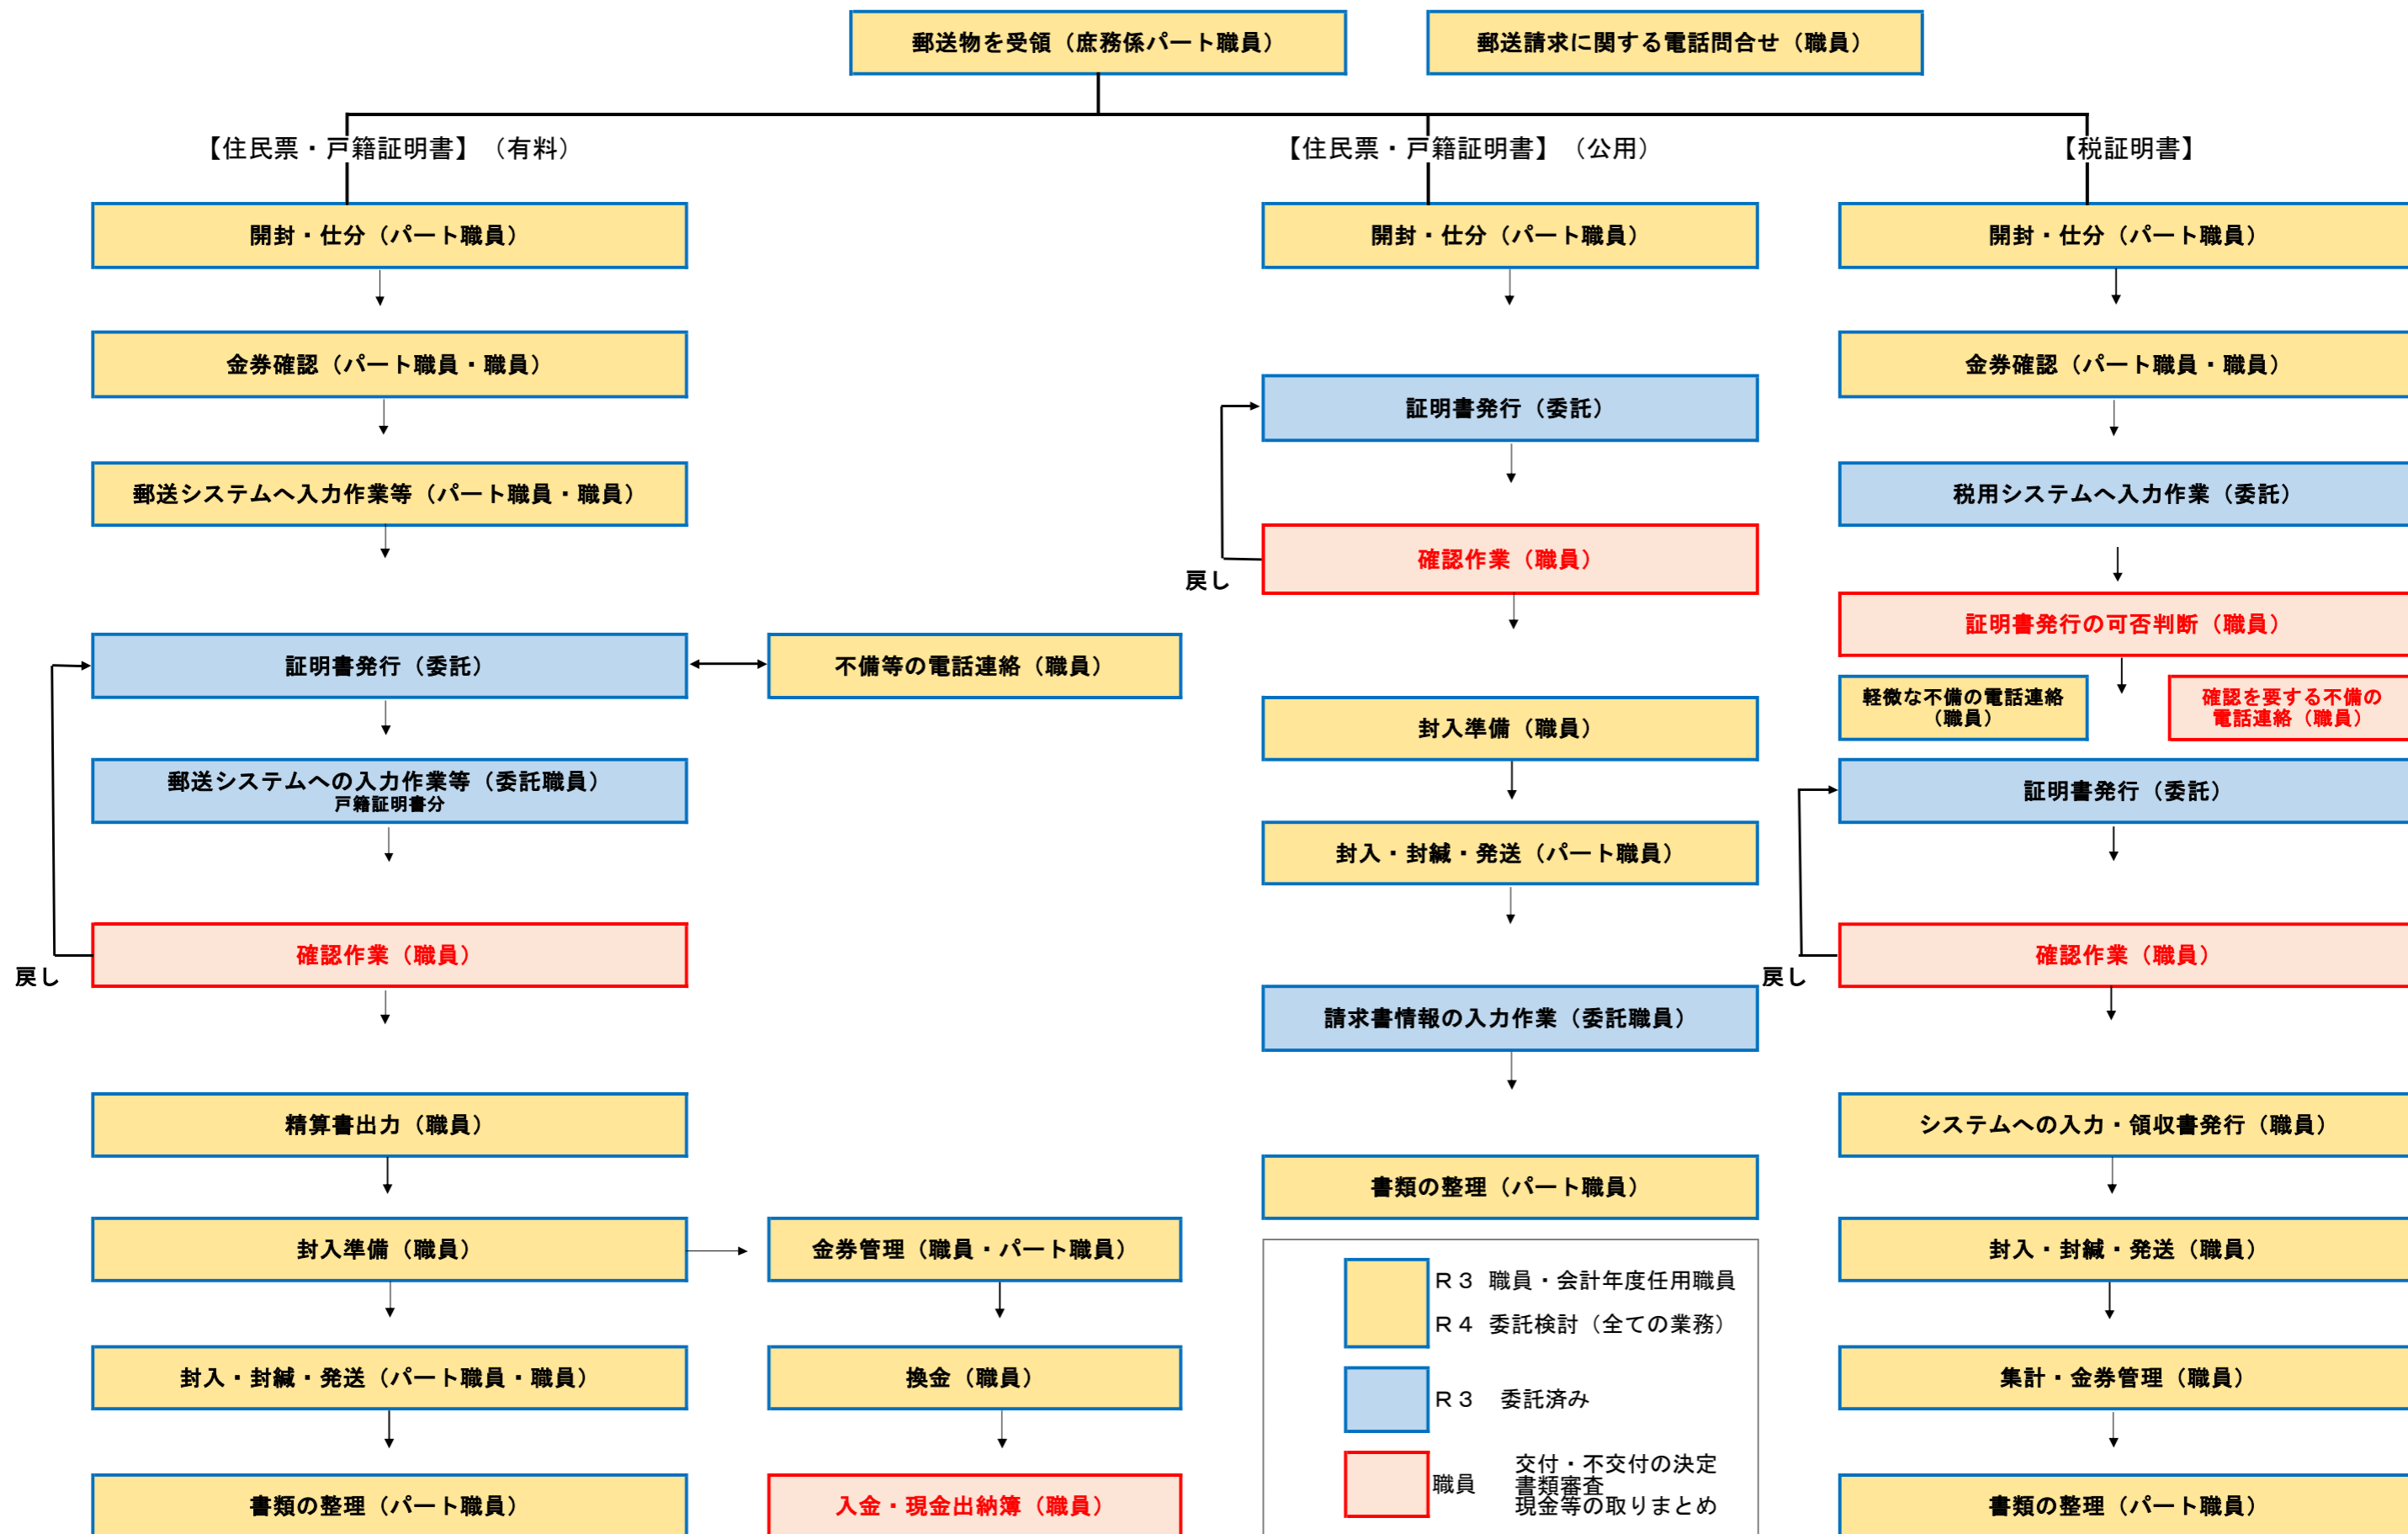 郵送物を受領（庶務係パート職員）
郵送請求に関する電話問合せ（職員）
【住民票・戸籍証明書】（有料）
【住民票・戸籍証明書】（公用）
【税証明書】
開封・仕分（パート職員）
開封・仕分（パート職員）
開封・仕分（パート職員）
金券確認（パート職員・職員）
金券確認（パート職員・職員）
証明書発行（委託）
郵送システムへ入力作業等（パート職員・職員）
税用システムへ入力作業（委託）
確認作業（職員）
戻し
証明書発行の可否判断（職員）
証明書発行（委託）
不備等の電話連絡（職員）
軽微な不備の電話連絡
（職員）
確認を要する不備の
電話連絡（職員）
封入準備（職員）
郵送システムへの入力作業等（委託職員）
戸籍証明書分
証明書発行（委託）
封入・封緘・発送（パート職員）
確認作業（職員）
戻し
確認作業（職員）
戻し
請求書情報の入力作業（委託職員）
精算書出力（職員）
システムへの入力・領収書発行（職員）
書類の整理（パート職員）
封入準備（職員）
金券管理（職員・パート職員）
封入・封緘・発送（職員）
Ｒ３ 職員・会計年度任用職員
Ｒ４ 委託検討（全ての業務）
封入・封緘・発送（パート職員・職員）
換金（職員）
集計・金券管理（職員）
Ｒ３　委託済み
職員
交付・不交付の決定
書類審査
現金等の取りまとめ
書類の整理（パート職員）
入金・現金出納簿（職員）
書類の整理（パート職員）